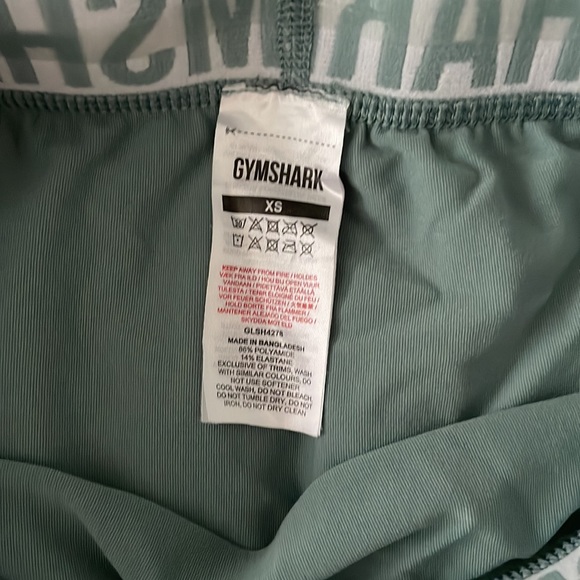 GYMSHARK
XS
KEEP AWAY FROM FIRE / HOLDES
VÆK FRA ILD / HOU BIJ OPEN VUUR
VANDAAN / PIDETTÄVÄ ETÄÄLLÄ
TULESTA / TENIR ÉLOIGNÉ DU FEU /
VOR FEUER SCHÜTZEN /
HOLD BORTE FRA FLAMMER /
MANTENER ALEJADO DEL FUEGO /
SKYDDA MOT ELD
GLSH4276
MADE IN BANGLADESH
86% POLYAMIDE
14% ELASTANE
EXCLUSIVE OF TRIMS, WASH
WITH SIMILAR COLOURS, DO
NOT USE SOFTENER
COOL WASH, DO NOT BLEACH,
DO NOT TUMBLE DRY, DO NOT
IRON, DO NOT DRY CLEAN